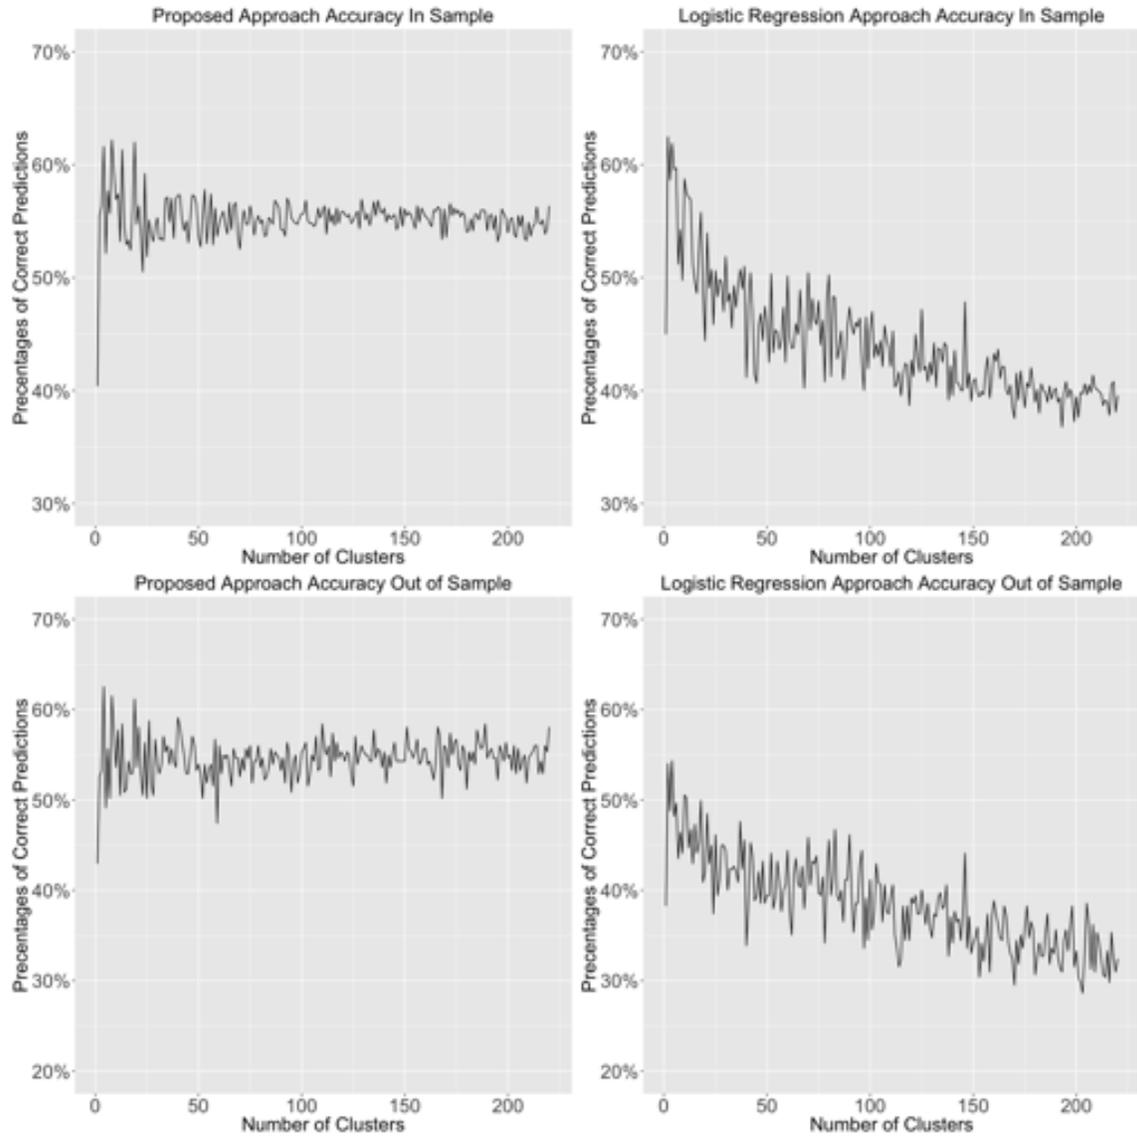 Proposed Approach Accuracy In Sample
Precentages of Correct Predictions
70%
60%
50%
40%
30%
0 50 100 150 200
Number of Clusters
Logistic Regression Approach Accuracy In Sample
Precentages of Correct Predictions
70%
60%
50%
40%
30%
0 50 100 150 200
Number of Clusters
Proposed Approach Accuracy Out of Sample
Precentages of Correct Predictions
70%
60%
50%
40%
30%
20%
0 50 100 150 200
Number of Clusters
Logistic Regression Approach Accuracy Out of Sample
Precentages of Correct Predictions
70%
60%
50%
40%
30%
20%
0 50 100 150 200
Number of Clusters